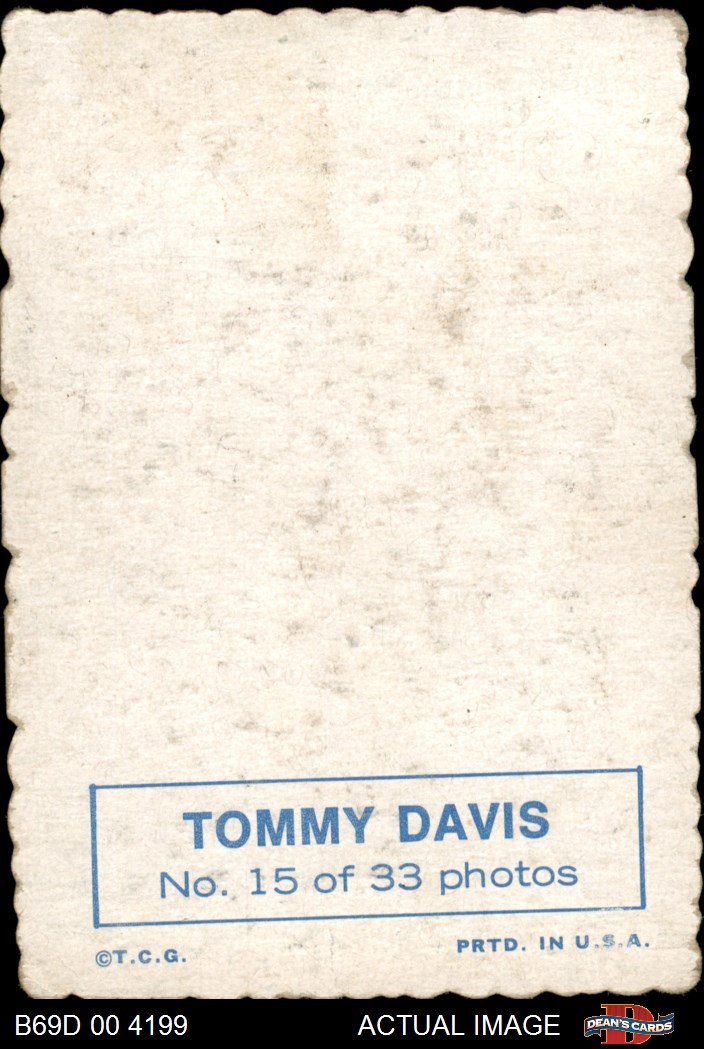 TOMMY DAVIS
No. 15 of 33 photos
©T.C.G.
PRTD. IN U.S.A.
B69D 00 4199
ACTUAL IMAGE
DEAN'S CARDS